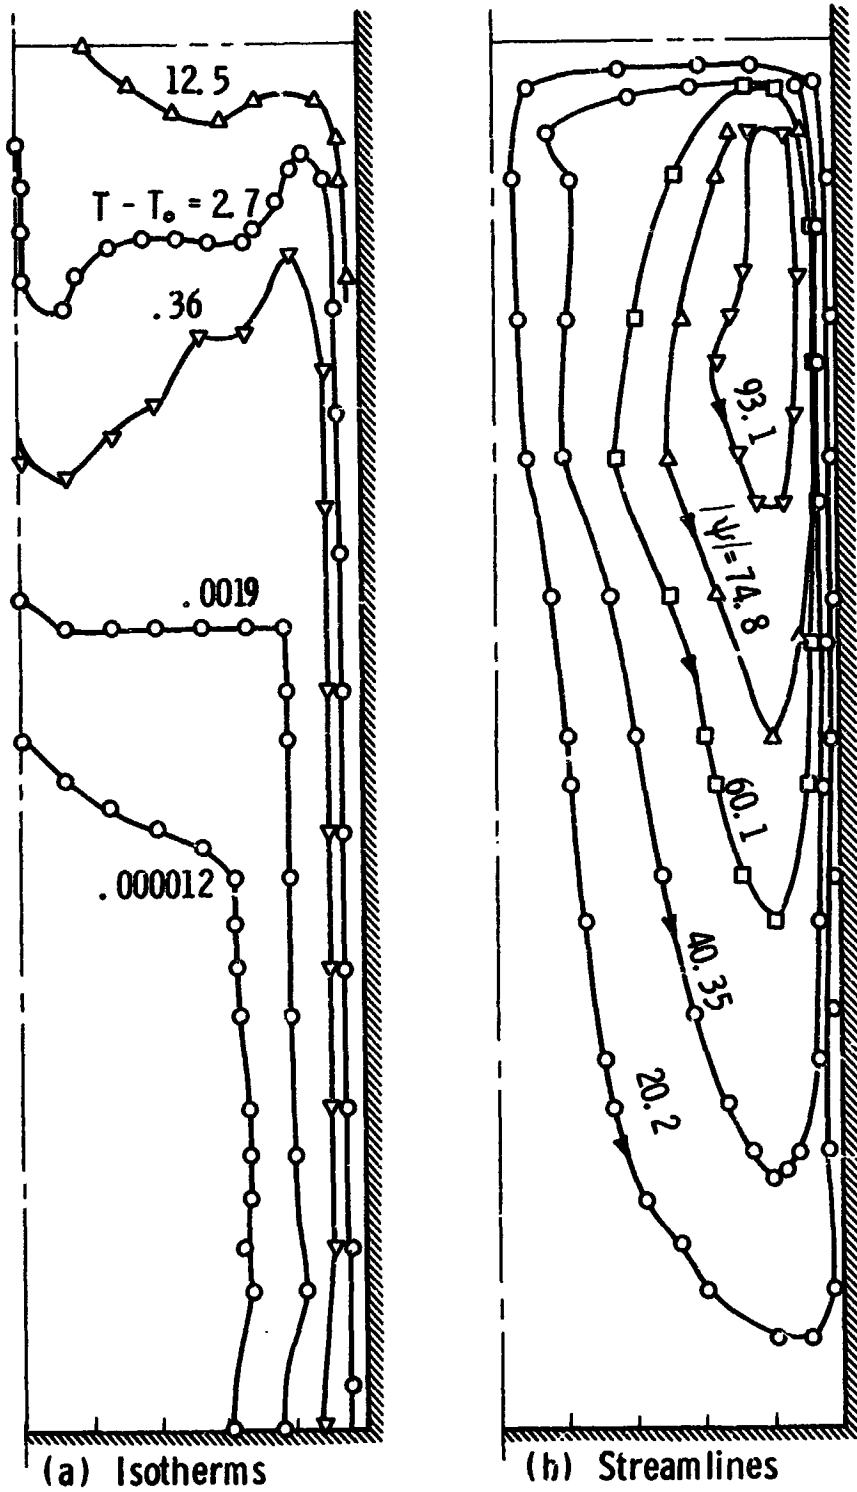 12.5
T - T₀ = 2.7
.36
.0019
.000012
(a) Isotherms
93.1
|ψ| = 74.8
60.1
40.35
20.2
(b) Streamlines